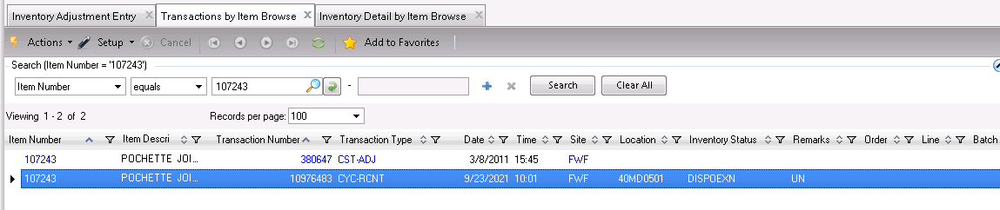 Inventory Adjustment Entry Transactions by Item Browse Inventory Detail by Item Browse
Actions Setup Cancel Add to Favorites
Search (Item Number = '107243')
Item Number equals 107243 - Search Clear All
Viewing 1 - 2 of 2 Records per page: 100
Item Number Item Descri Transaction Number Transaction Type Date Time Site Location Inventory Status Remarks Order Line Batch
107243 POCHETTE JOI... 380647 CST-ADJ 3/8/2011 15:45 FWF
107243 POCHETTE JOI... 10976483 CYC-RCNT 9/23/2021 10:01 FWF 40MD0501 DISPOEXN UN